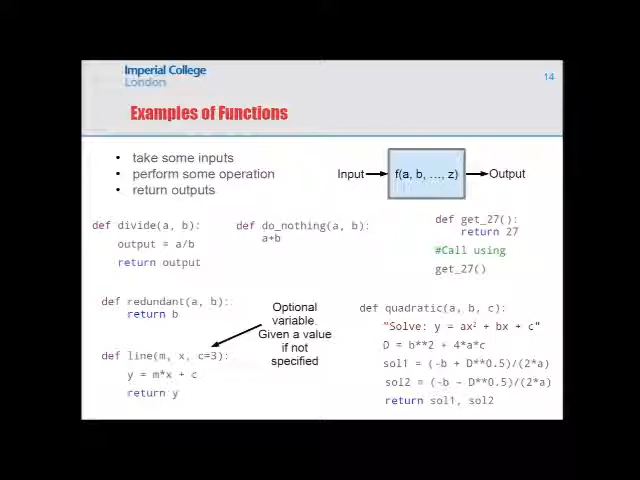 Imperial College
London
14
Examples of Functions
• take some inputs
• perform some operation
• return outputs
Input
f(a, b, …, z)
Output
def divide(a, b):
output = a/b
return output
def do_nothing(a, b):
a+b
def get_27():
return 27
#Call using
get_27()
def redundant(a, b):
return b
Optional
variable.
Given a value
if not
specified
def line(m, x, c=3):
y = m*x + c
return y
def quadratic(a, b, c):
"Solve: y = ax² + bx + c"
D = b**2 + 4*a*c
sol1 = (-b + D**0.5)/(2*a)
sol2 = (-b - D**0.5)/(2*a)
return sol1, sol2